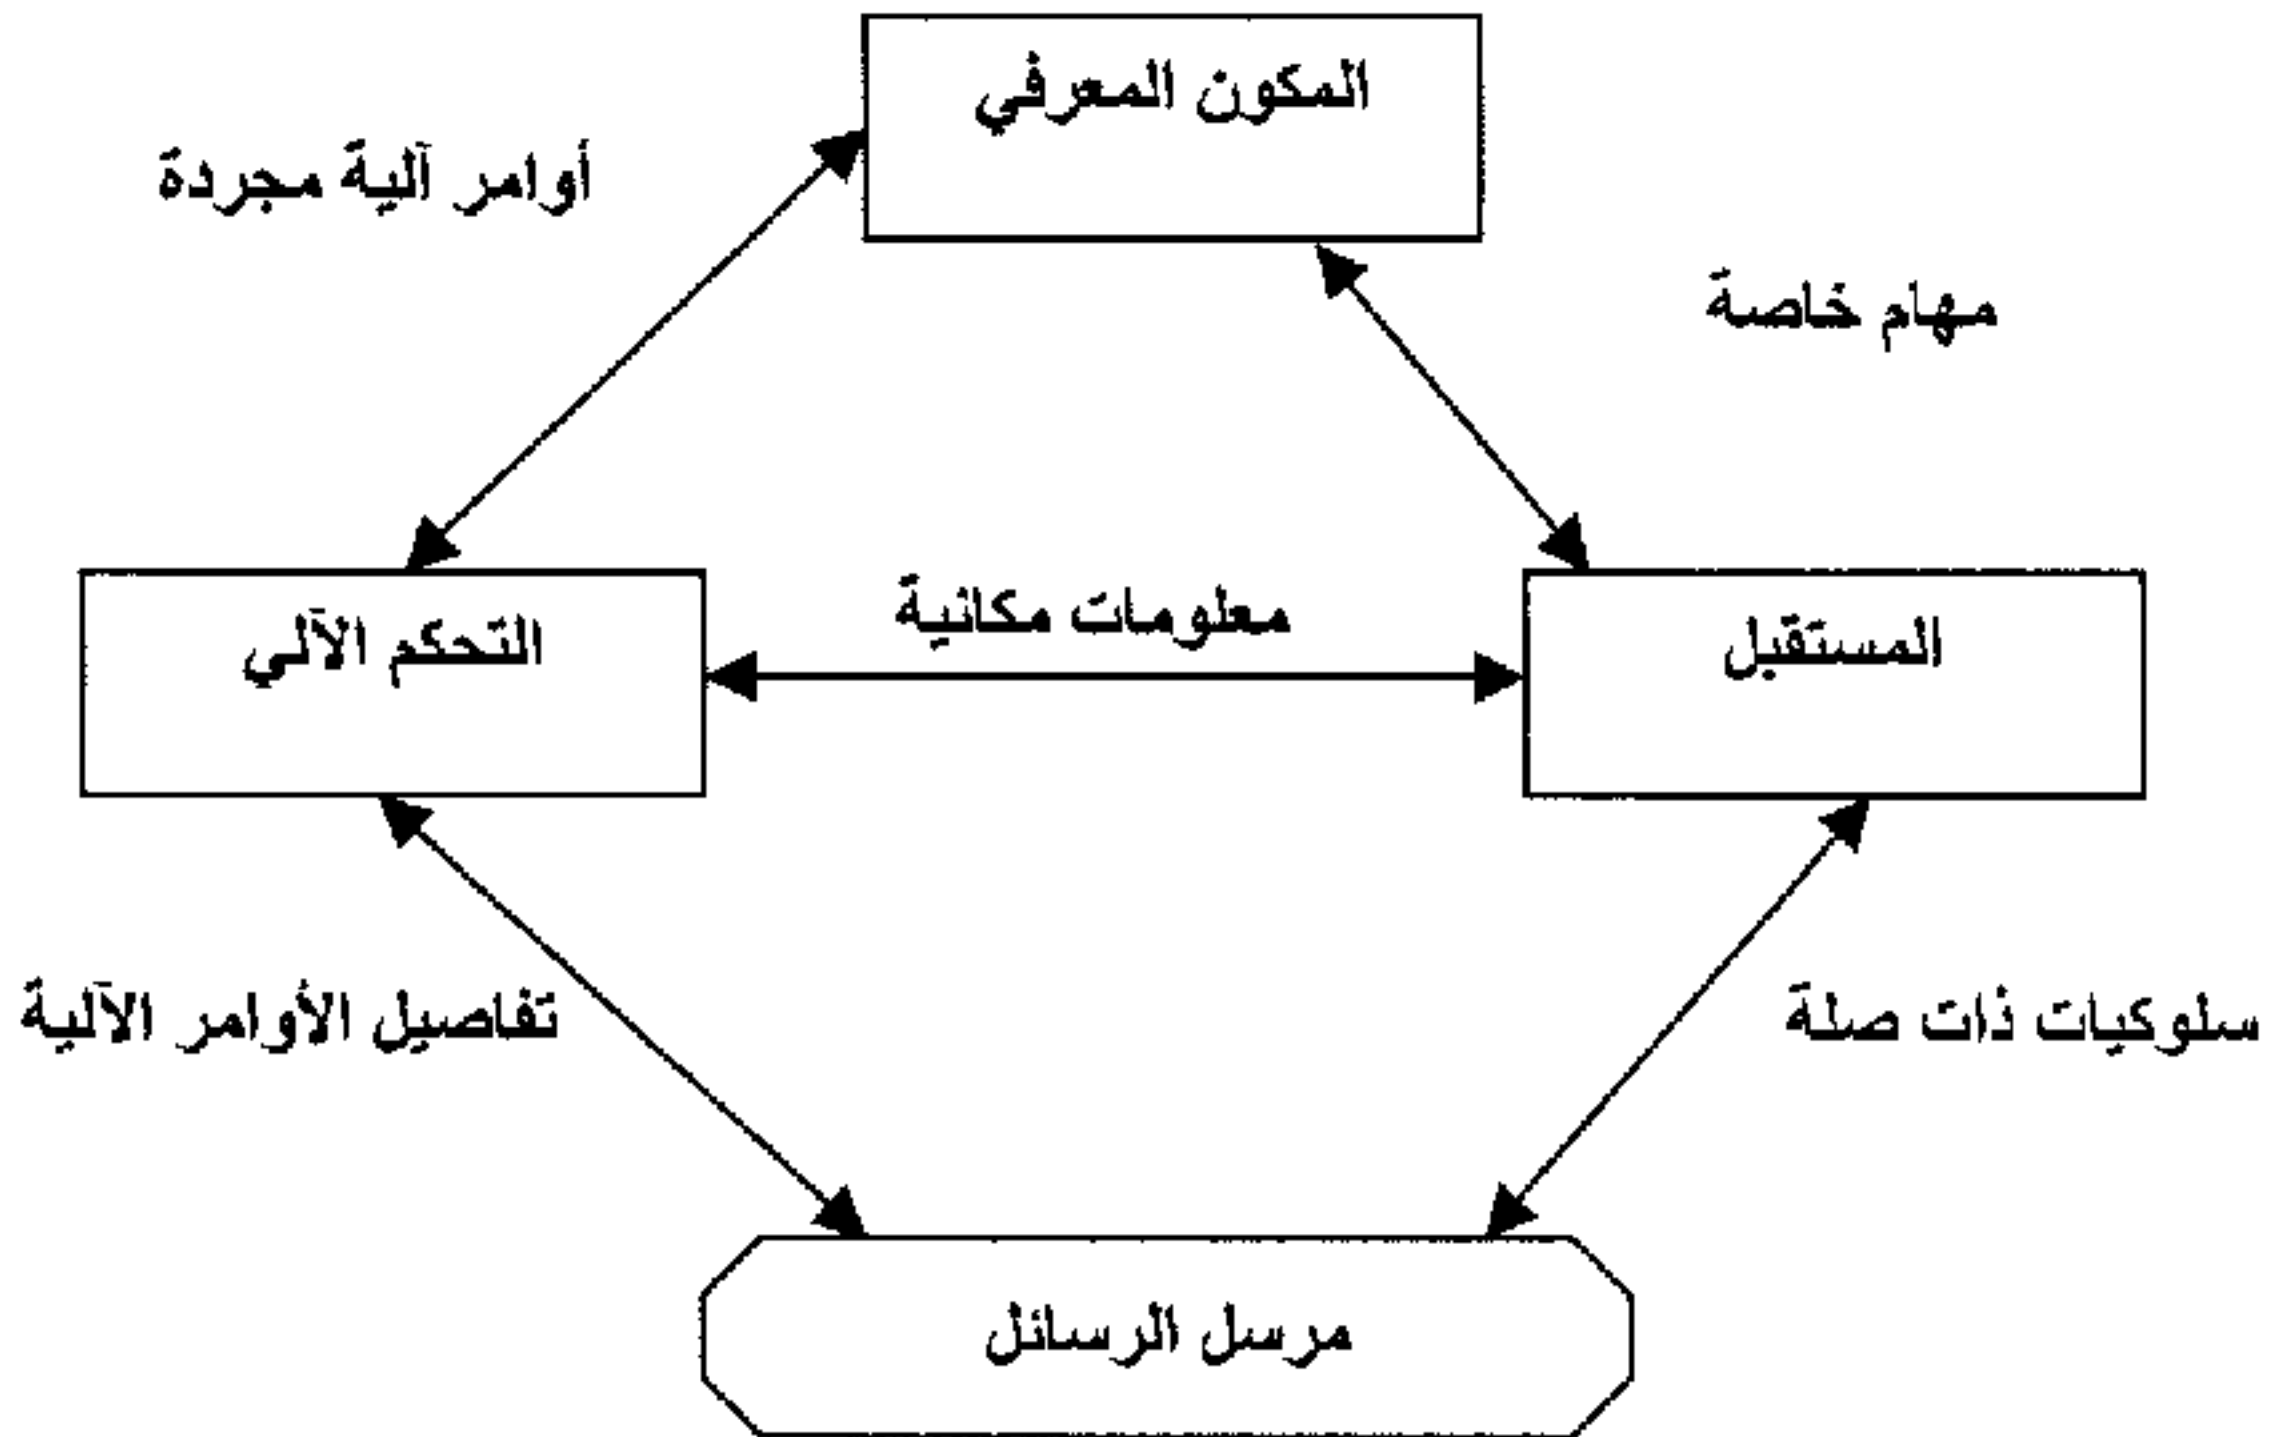 المكون المعرفي
أوامر آلية مجردة
مهام خاصة
معلومات مكانية
المستقبل
التحكم الآلي
سلوكيات ذات صلة
تفاصيل الأوامر الآلية
مرسل الرسائل